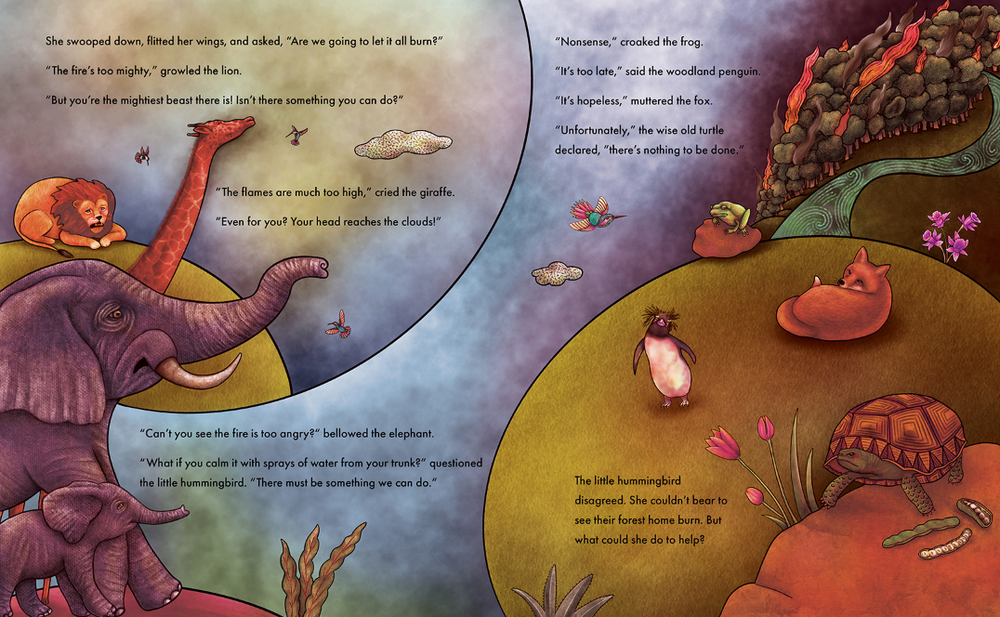 She swooped down, flitted her wings, and asked, “Are we going to let it all burn?”
“The fire’s too mighty,” growled the lion.
“But you’re the mightiest beast there is! Isn’t there something you can do?”
“The flames are much too high,” cried the giraffe.
“Even for you? Your head reaches the clouds!”
“Can’t you see the fire is too angry?” bellowed the elephant.
“What if you calm it with sprays of water from your trunk?” questioned
the little hummingbird. “There must be something we can do.”
“Nonsense,” croaked the frog.
“It’s too late,” said the woodland penguin.
“It’s hopeless,” muttered the fox.
“Unfortunately,” the wise old turtle
declared, “there’s nothing to be done.”
The little hummingbird
disagreed. She couldn’t bear to
see their forest home burn. But
what could she do to help?